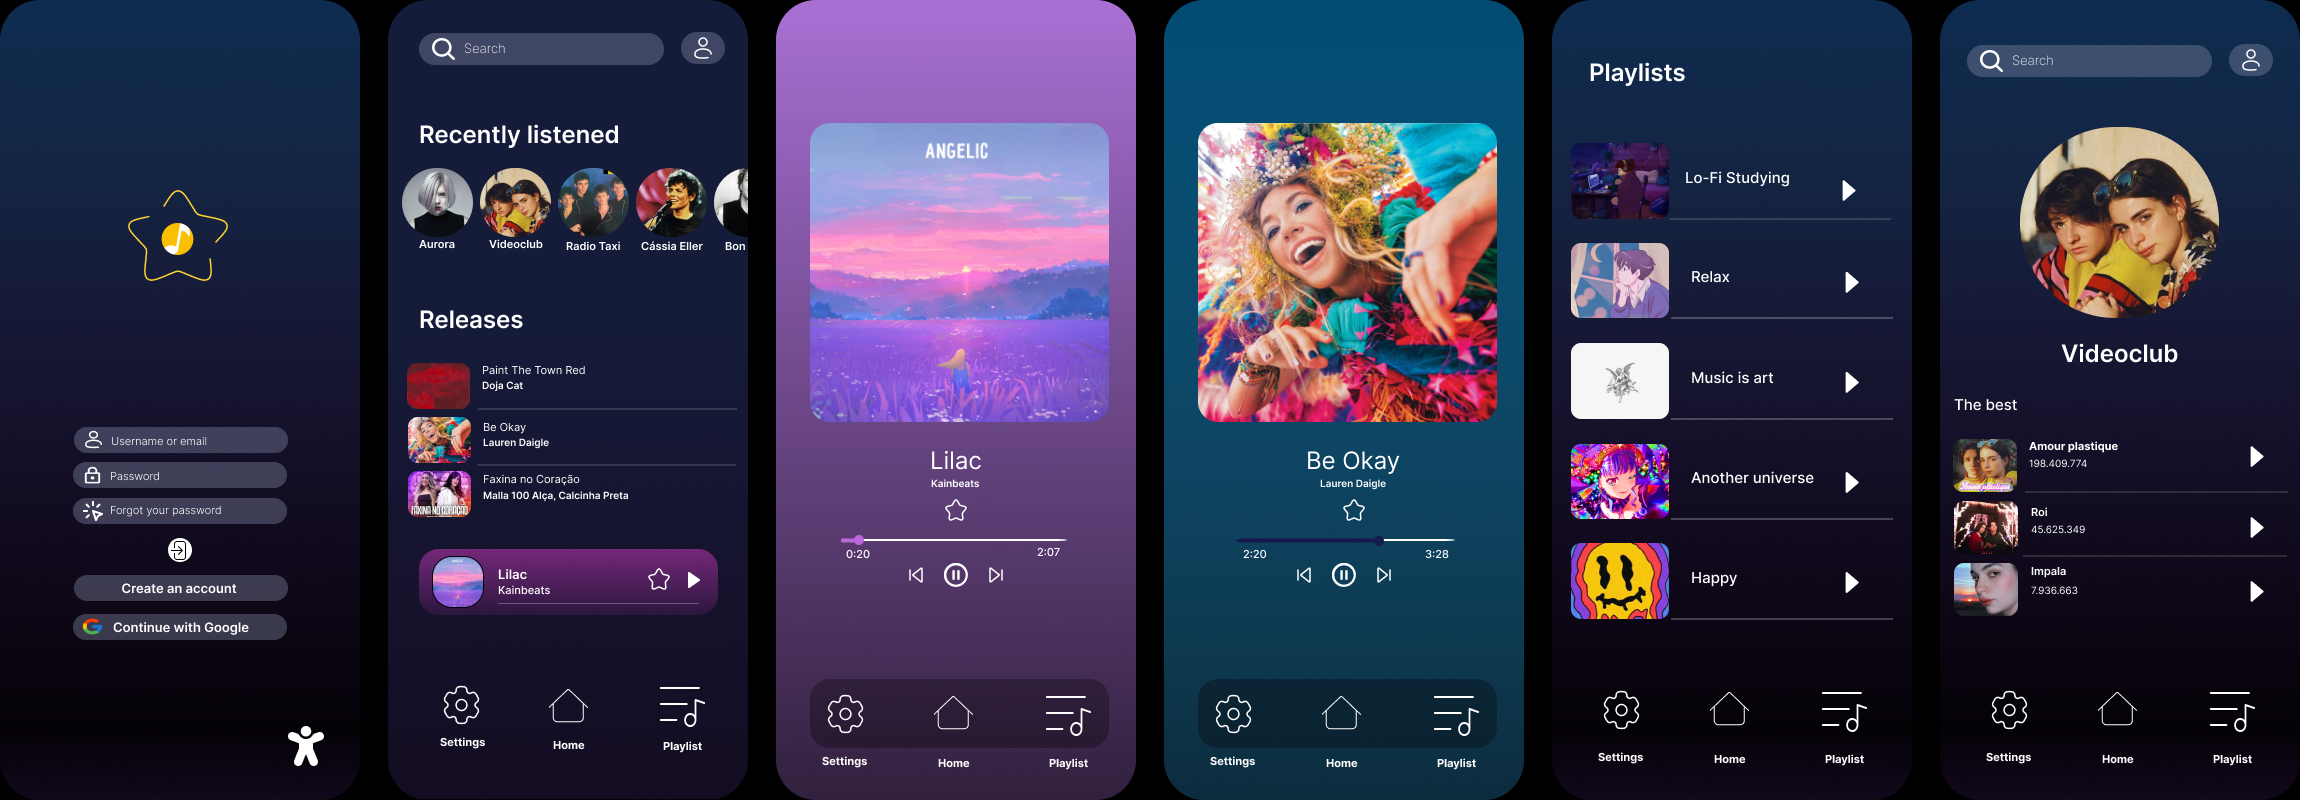 Username or email
Password
Forgot your password
Create an account
Continue with Google
Search
Recently listened
Aurora
Videoclub
Radio Taxi
Cássia Eller
Bon
Releases
Paint The Town Red
Doja Cat
Be Okay
Lauren Daigle
FAXINA NO CORAÇÃO
Faxina no Coração
Malla 100 Alça, Calcinha Preta
Lilac
Kainbeats
Settings
Home
Playlist
ANGELIC
Lilac
Kainbeats
0:20
2:07
Settings
Home
Playlist
Be Okay
Lauren Daigle
2:20
3:28
Settings
Home
Playlist
Playlists
Lo-Fi Studying
Relax
Music is art
Another universe
Happy
Settings
Home
Playlist
Search
Videoclub
The best
Amour plastique
Amour plastique
198.409.774
Roi
45.625.349
Impala
7.936.663
Settings
Home
Playlist